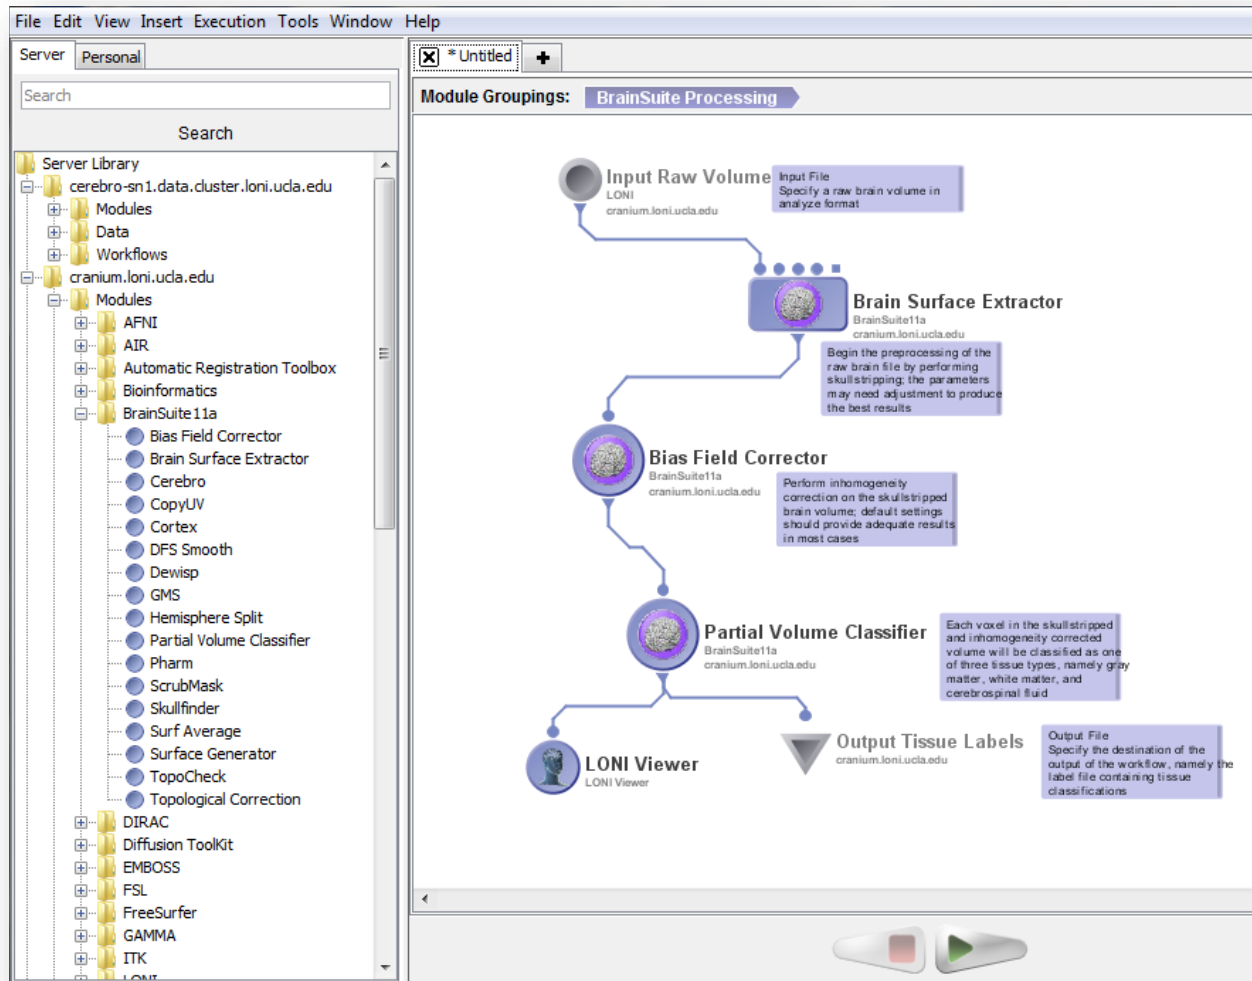 File Edit View Insert Execution Tools Window Help
Server Personal
Search
Search
Server Library
cerebro-sn1.data.cluster.loni.ucla.edu
Modules
Data
Workflows
cranium.loni.ucla.edu
Modules
AFNI
AIR
Automatic Registration Toolbox
Bioinformatics
BrainSuite11a
Bias Field Corrector
Brain Surface Extractor
Cerebro
CopyUV
Cortex
DFS Smooth
Dewisp
GMS
Hemisphere Split
Partial Volume Classifier
Pharm
ScrubMask
Skullfinder
Surf Average
Surface Generator
TopoCheck
Topological Correction
DIRAC
Diffusion ToolKit
EMBOSS
FSL
FreeSurfer
GAMMA
ITK
LONI
* Untitled
Module Groupings: BrainSuite Processing
Input Raw Volume
LONI
cranium.loni.ucla.edu
Input File
Specify a raw brain volume in
analyze format
Brain Surface Extractor
BrainSuite11a
cranium.loni.ucla.edu
Begin the preprocessing of the
raw brain file by performing
skullstripping; the parameters
may need adjustment to produce
the best results
Bias Field Corrector
BrainSuite11a
cranium.loni.ucla.edu
Perform inhomogeneity
correction on the skullstripped
brain volume; default settings
should provide adequate results
in most cases
Partial Volume Classifier
BrainSuite11a
cranium.loni.ucla.edu
Each voxel in the skullstripped
and inhomogeneity corrected
volume will be classified as one
of three tissue types, namely gray
matter, white matter, and
cerebrospinal fluid
LONI Viewer
LONI Viewer
Output Tissue Labels
cranium.loni.ucla.edu
Output File
Specify the destination of the
output of the workflow, namely the
label file containing tissue
classifications